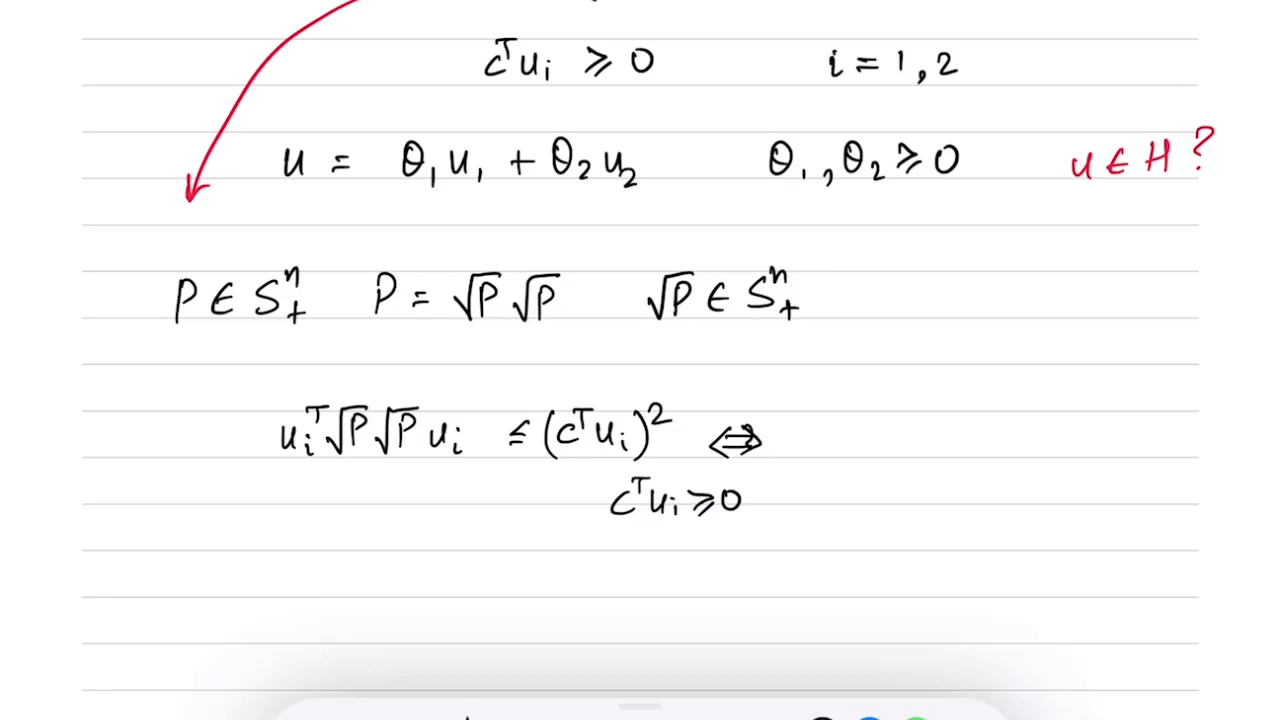 cᵀuᵢ ⩾ 0 i = 1, 2
u = θ₁u₁ + θ₂u₂ θ₁, θ₂ ⩾ 0 u ∈ H ?
P ∈ Sⁿ₊ P = √P √P √P ∈ Sⁿ₊
uᵢᵀ√P √P uᵢ ≤ (cᵀuᵢ)² ⟺
cᵀuᵢ ⩾ 0